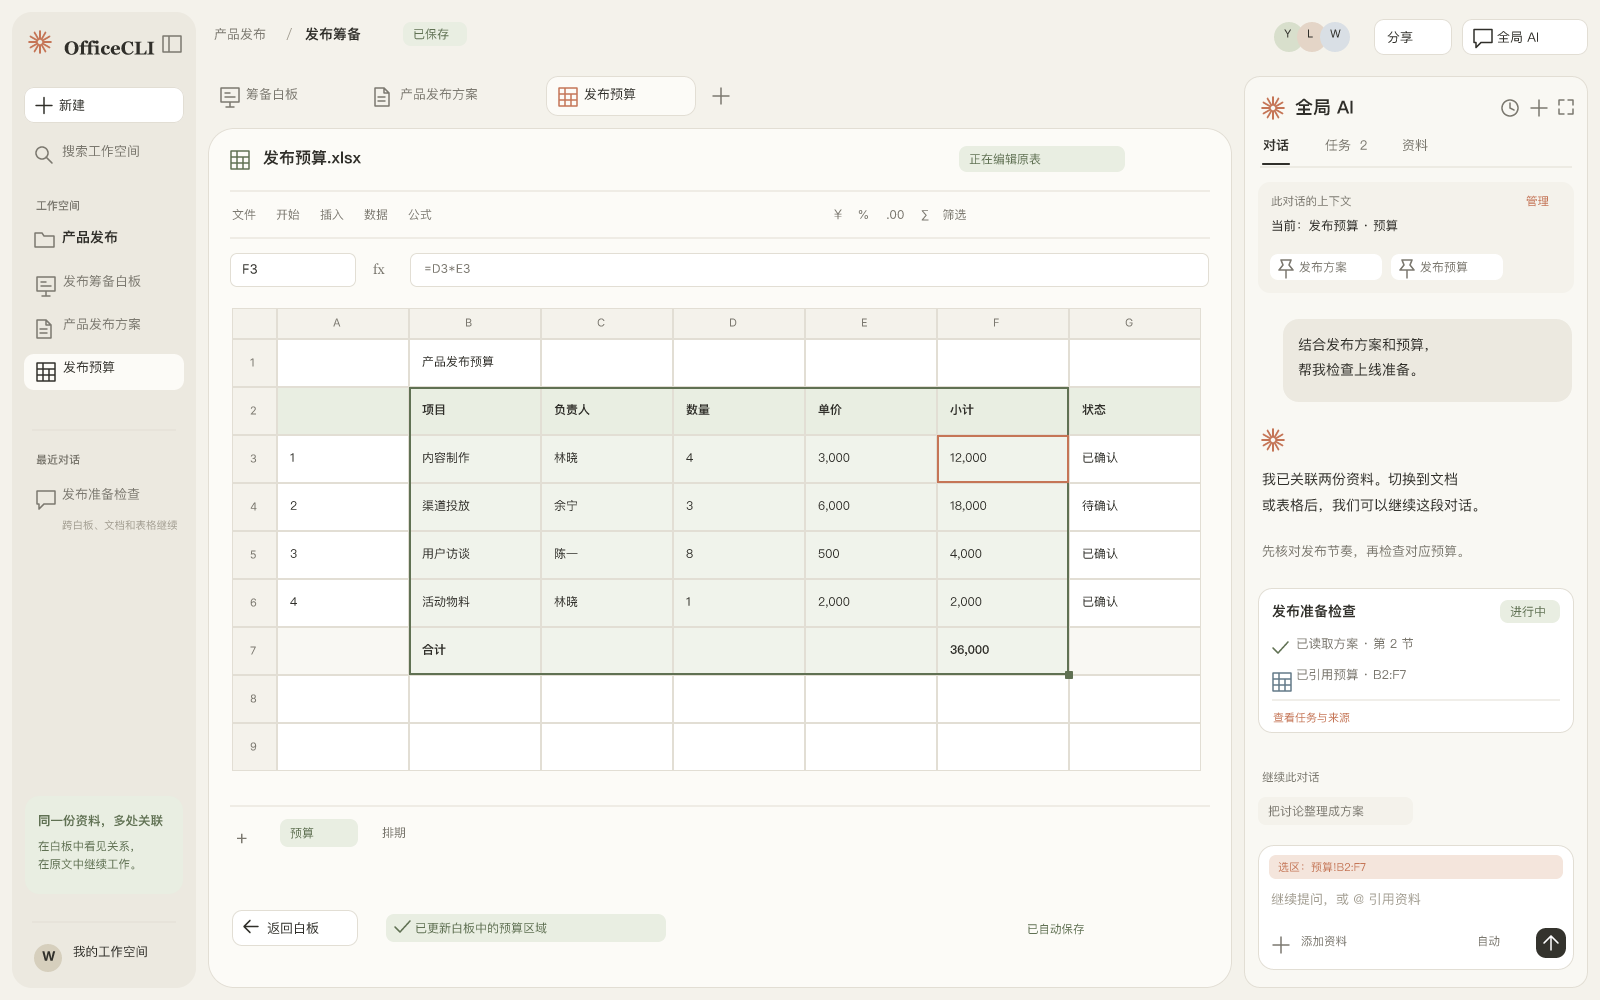 OfficeCLI
新建
搜索工作空间
工作空间
产品发布
发布筹备白板
产品发布方案
发布预算
最近对话
发布准备检查
跨白板、文档和表格继续
同一份资料，多处关联
在白板中看见关系，
在原文中继续工作。
W
我的工作空间
产品发布 / 发布筹备
已保存
Y L W
分享
全局 AI
筹备白板
产品发布方案
发布预算
发布预算.xlsx
正在编辑原表
文件 开始 插入 数据 公式
¥ % .00 ∑ 筛选
F3
fx
=D3*E3
A B C D E F G
1 产品发布预算
2 项目 负责人 数量 单价 小计 状态
3 1 内容制作 林晓 4 3,000 12,000 已确认
4 2 渠道投放 余宁 3 6,000 18,000 待确认
5 3 用户访谈 陈一 8 500 4,000 已确认
6 4 活动物料 林晓 1 2,000 2,000 已确认
7 合计 36,000
8
9
+ 预算 排期
返回白板
已更新白板中的预算区域
已自动保存
全局 AI
对话 任务 2 资料
此对话的上下文 管理
当前：发布预算 · 预算
发布方案 发布预算
结合发布方案和预算，
帮我检查上线准备。
我已关联两份资料。切换到文档
或表格后，我们可以继续这段对话。
先核对发布节奏，再检查对应预算。
发布准备检查 进行中
已读取方案 · 第 2 节
已引用预算 · B2:F7
查看任务与来源
继续此对话
把讨论整理成方案
选区：预算!B2:F7
继续提问，或 @ 引用资料
添加资料 自动